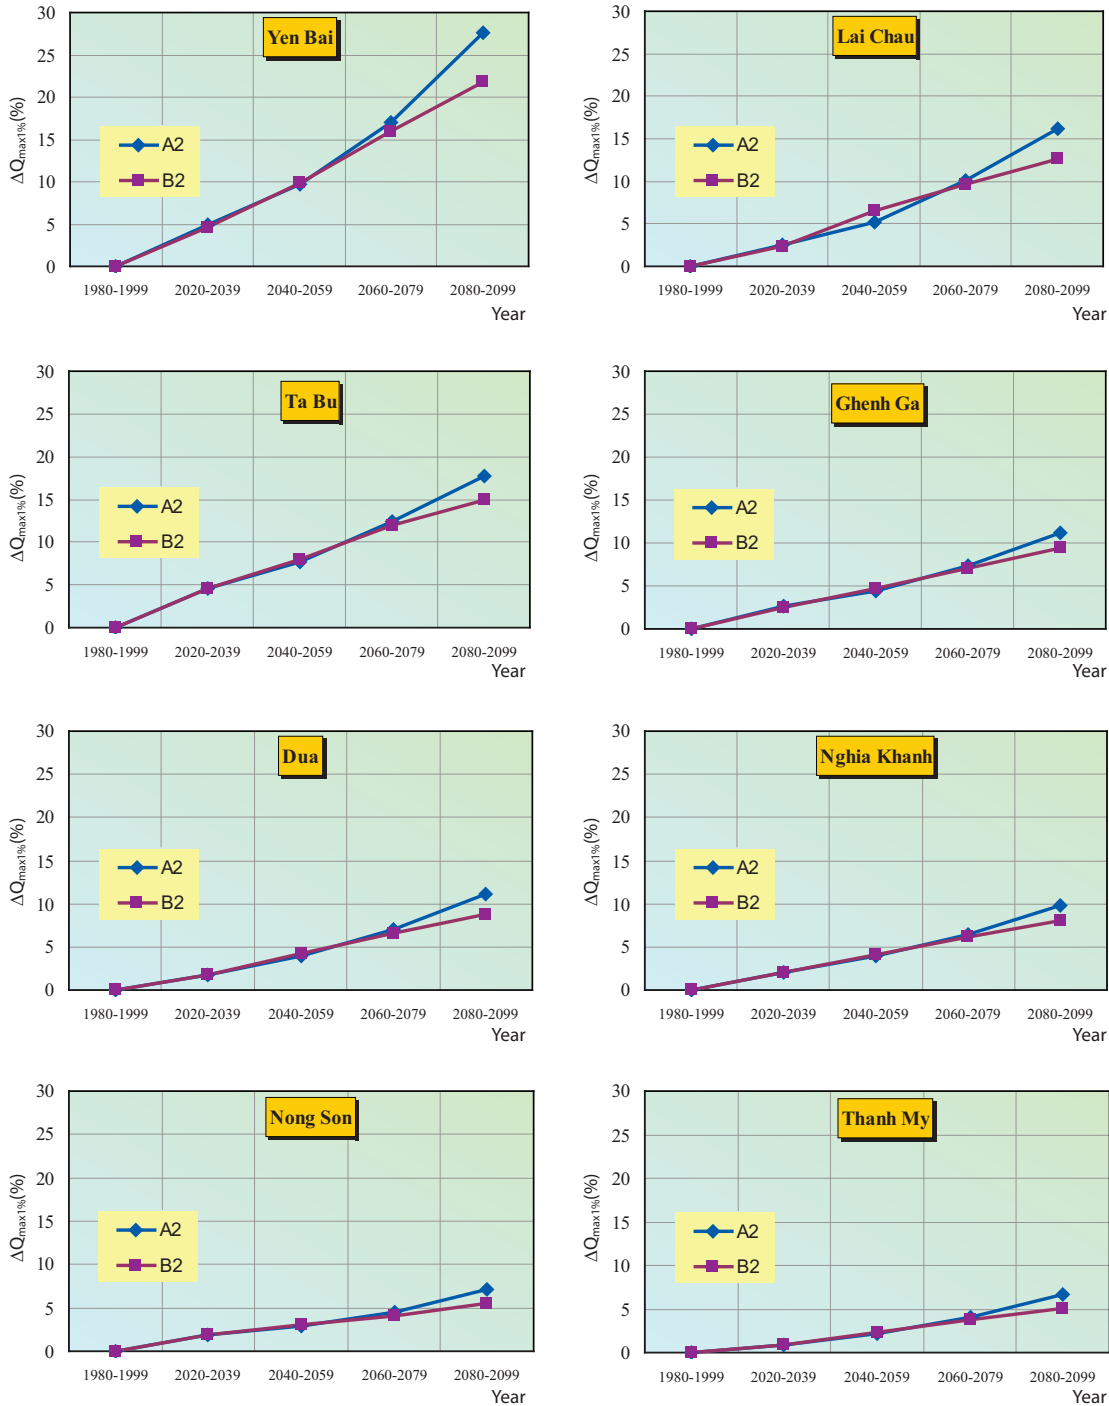 Yen Bai
30
25
20
15
10
5
0
ΔQmax1%(%)
A2
B2
1980-1999 2020-2039 2040-2059 2060-2079 2080-2099
Year
Lai Chau
30
25
20
15
10
5
0
ΔQmax1%(%)
A2
B2
1980-1999 2020-2039 2040-2059 2060-2079 2080-2099
Year
Ta Bu
30
25
20
15
10
5
0
ΔQmax1%(%)
A2
B2
1980-1999 2020-2039 2040-2059 2060-2079 2080-2099
Year
Ghenh Ga
30
25
20
15
10
5
0
ΔQmax1%(%)
A2
B2
1980-1999 2020-2039 2040-2059 2060-2079 2080-2099
Year
Dua
30
25
20
15
10
5
0
ΔQmax1%(%)
A2
B2
1980-1999 2020-2039 2040-2059 2060-2079 2080-2099
Year
Nghia Khanh
30
25
20
15
10
5
0
ΔQmax1%(%)
A2
B2
1980-1999 2020-2039 2040-2059 2060-2079 2080-2099
Year
Nong Son
30
25
20
15
10
5
0
ΔQmax1%(%)
A2
B2
1980-1999 2020-2039 2040-2059 2060-2079 2080-2099
Year
Thanh My
30
25
20
15
10
5
0
ΔQmax1%(%)
A2
B2
1980-1999 2020-2039 2040-2059 2060-2079 2080-2099
Year